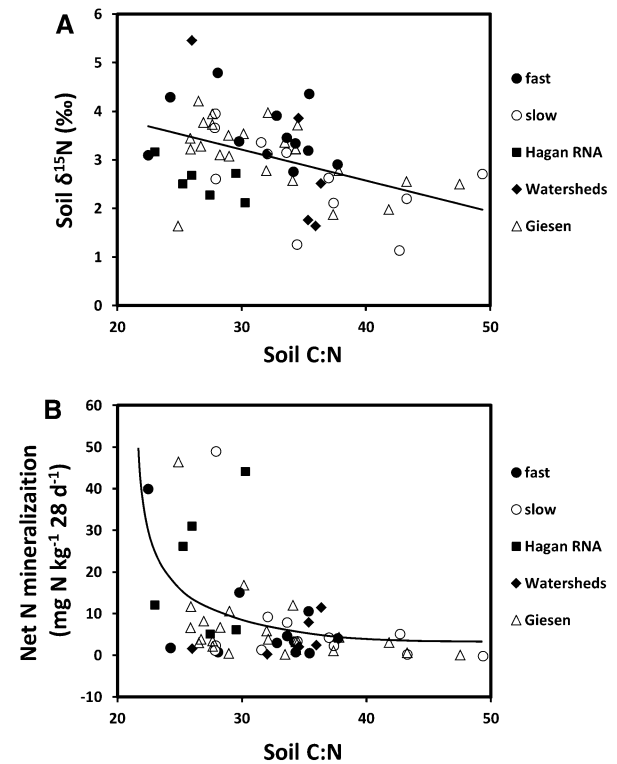 A
6
5
4
3
2
1
0
Soil δ¹⁵N (‰)
20 30 40 50
Soil C:N
fast
slow
Hagan RNA
Watersheds
Giesen
B
60
50
40
30
20
10
0
-10
Net N mineralizaition
(mg N kg⁻¹ 28 d⁻¹)
20 30 40 50
Soil C:N
fast
slow
Hagan RNA
Watersheds
Giesen